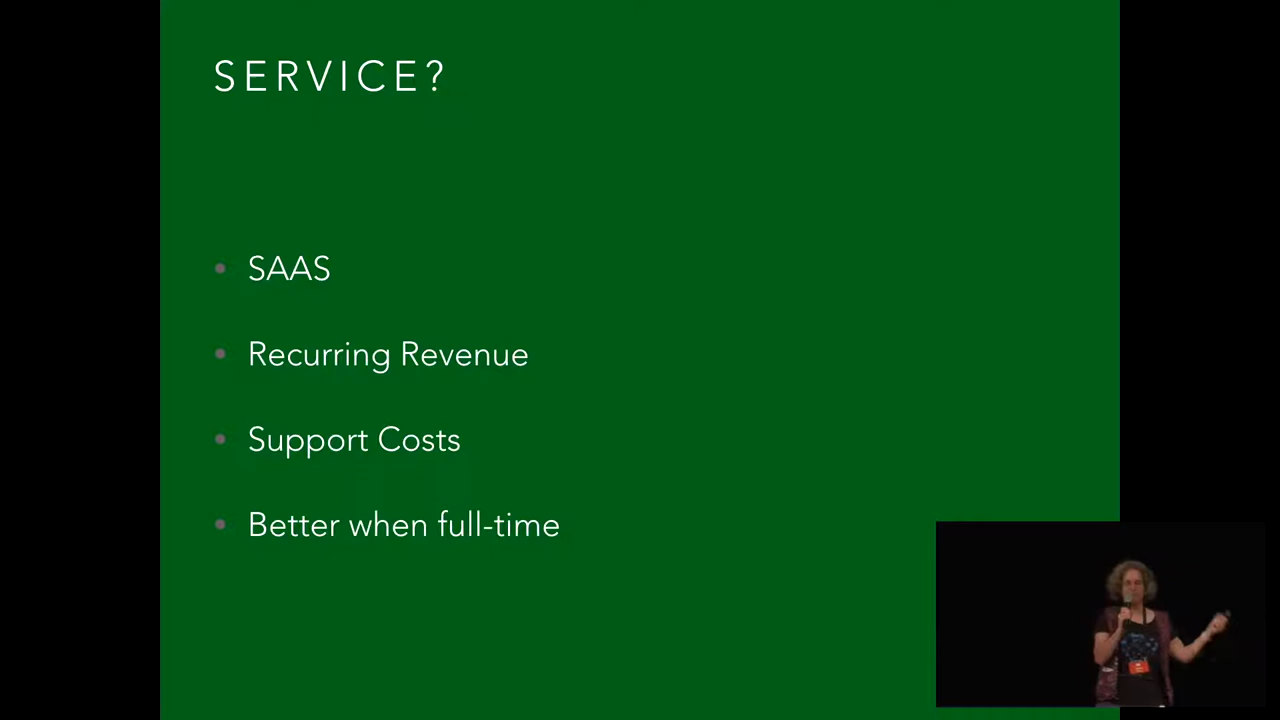 SERVICE?
SAAS
Recurring Revenue
Support Costs
Better when full-time